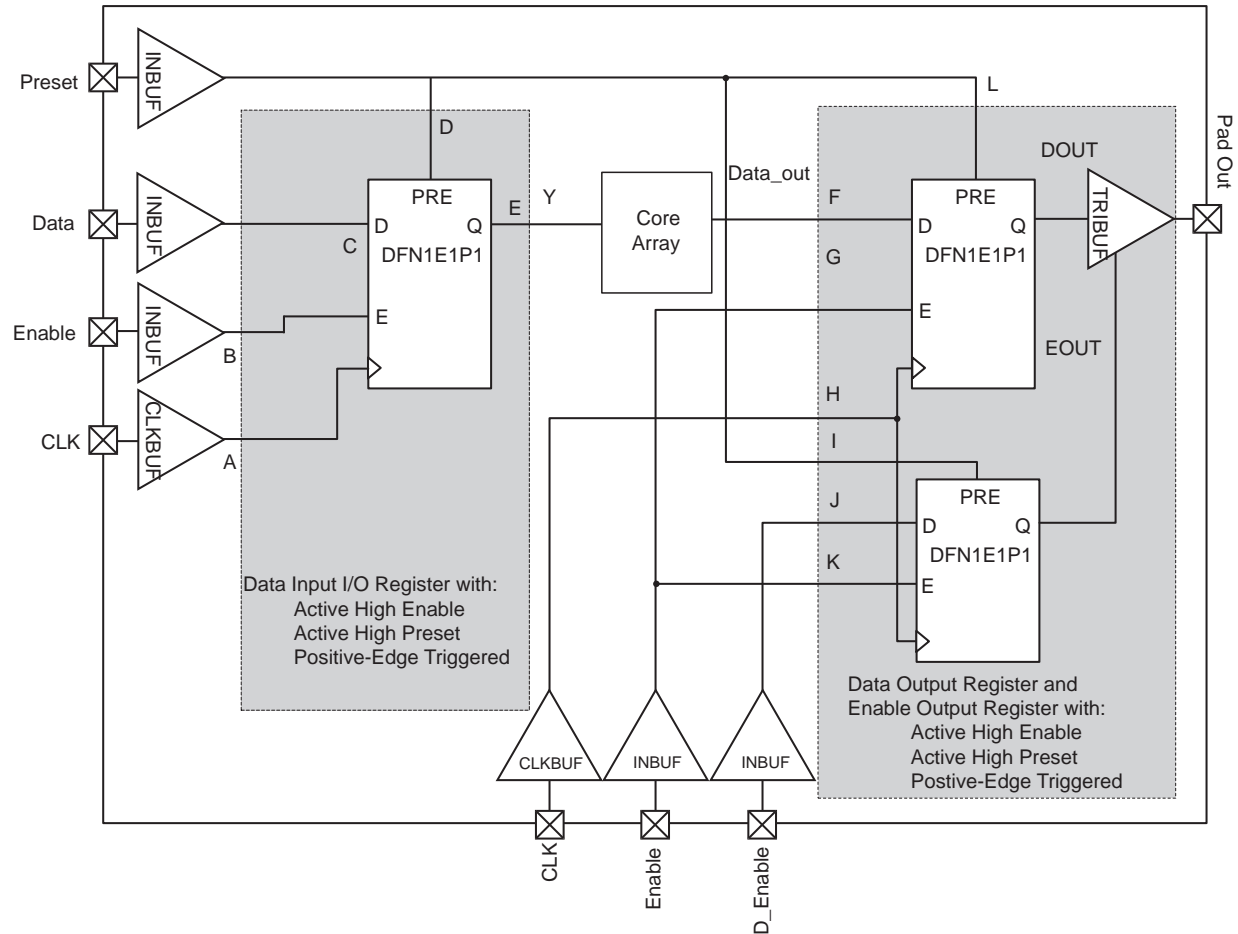 Preset
INBUF
L
D
Pad Out
Data
INBUF
PRE
D
Q
C
DFN1E1P1
E
Y
Core
Array
Data_out
F
G
PRE
D
Q
DFN1E1P1
E
DOUT
TRIBUF
EOUT
Enable
INBUF
B
E
CLK
CLKBUF
A
H
I
J
K
PRE
D
Q
DFN1E1P1
E
Data Input I/O Register with:
Active High Enable
Active High Preset
Positive-Edge Triggered
Data Output Register and
Enable Output Register with:
Active High Enable
Active High Preset
Postive-Edge Triggered
CLKBUF
INBUF
INBUF
CLK
Enable
D_Enable